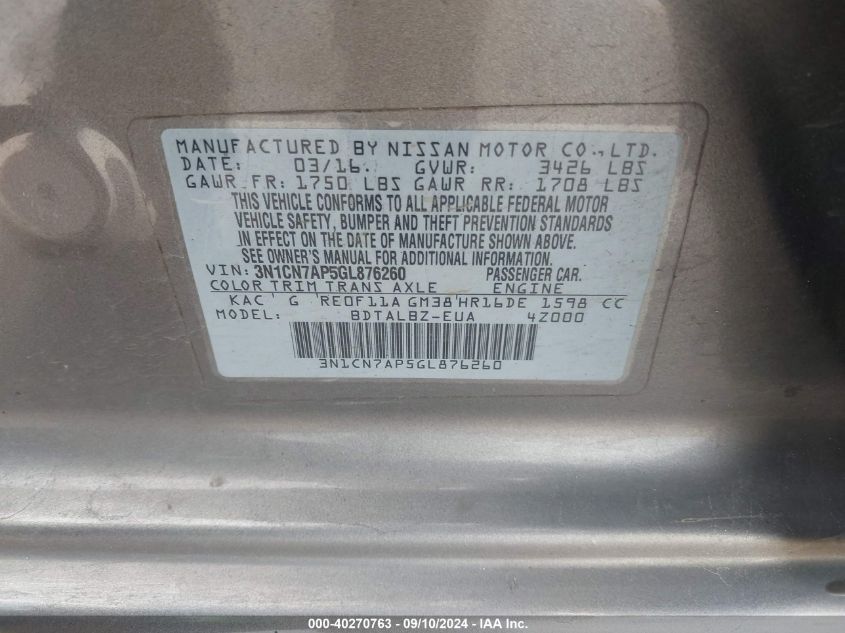 MANUFACTURED BY NISSAN MOTOR CO.,LTD.
DATE: 03/16. GVWR: 3426 LBS
GAWR FR: 1750 LBS GAWR RR: 1708 LBS
THIS VEHICLE CONFORMS TO ALL APPLICABLE FEDERAL MOTOR
VEHICLE SAFETY, BUMPER AND THEFT PREVENTION STANDARDS
IN EFFECT ON THE DATE OF MANUFACTURE SHOWN ABOVE.
SEE OWNER'S MANUAL FOR ADDITIONAL INFORMATION.
VIN: 3N1CN7AP5GL876260 PASSENGER CAR.
COLOR TRIM TRANS AXLE ENGINE
KAC G RE0F11A GM38 HR16DE 1598 CC
MODEL: BDTALBZ-EUA 4Z000
3N1CN7AP5GL876260
000-40270763 - 09/10/2024 - IAA Inc.